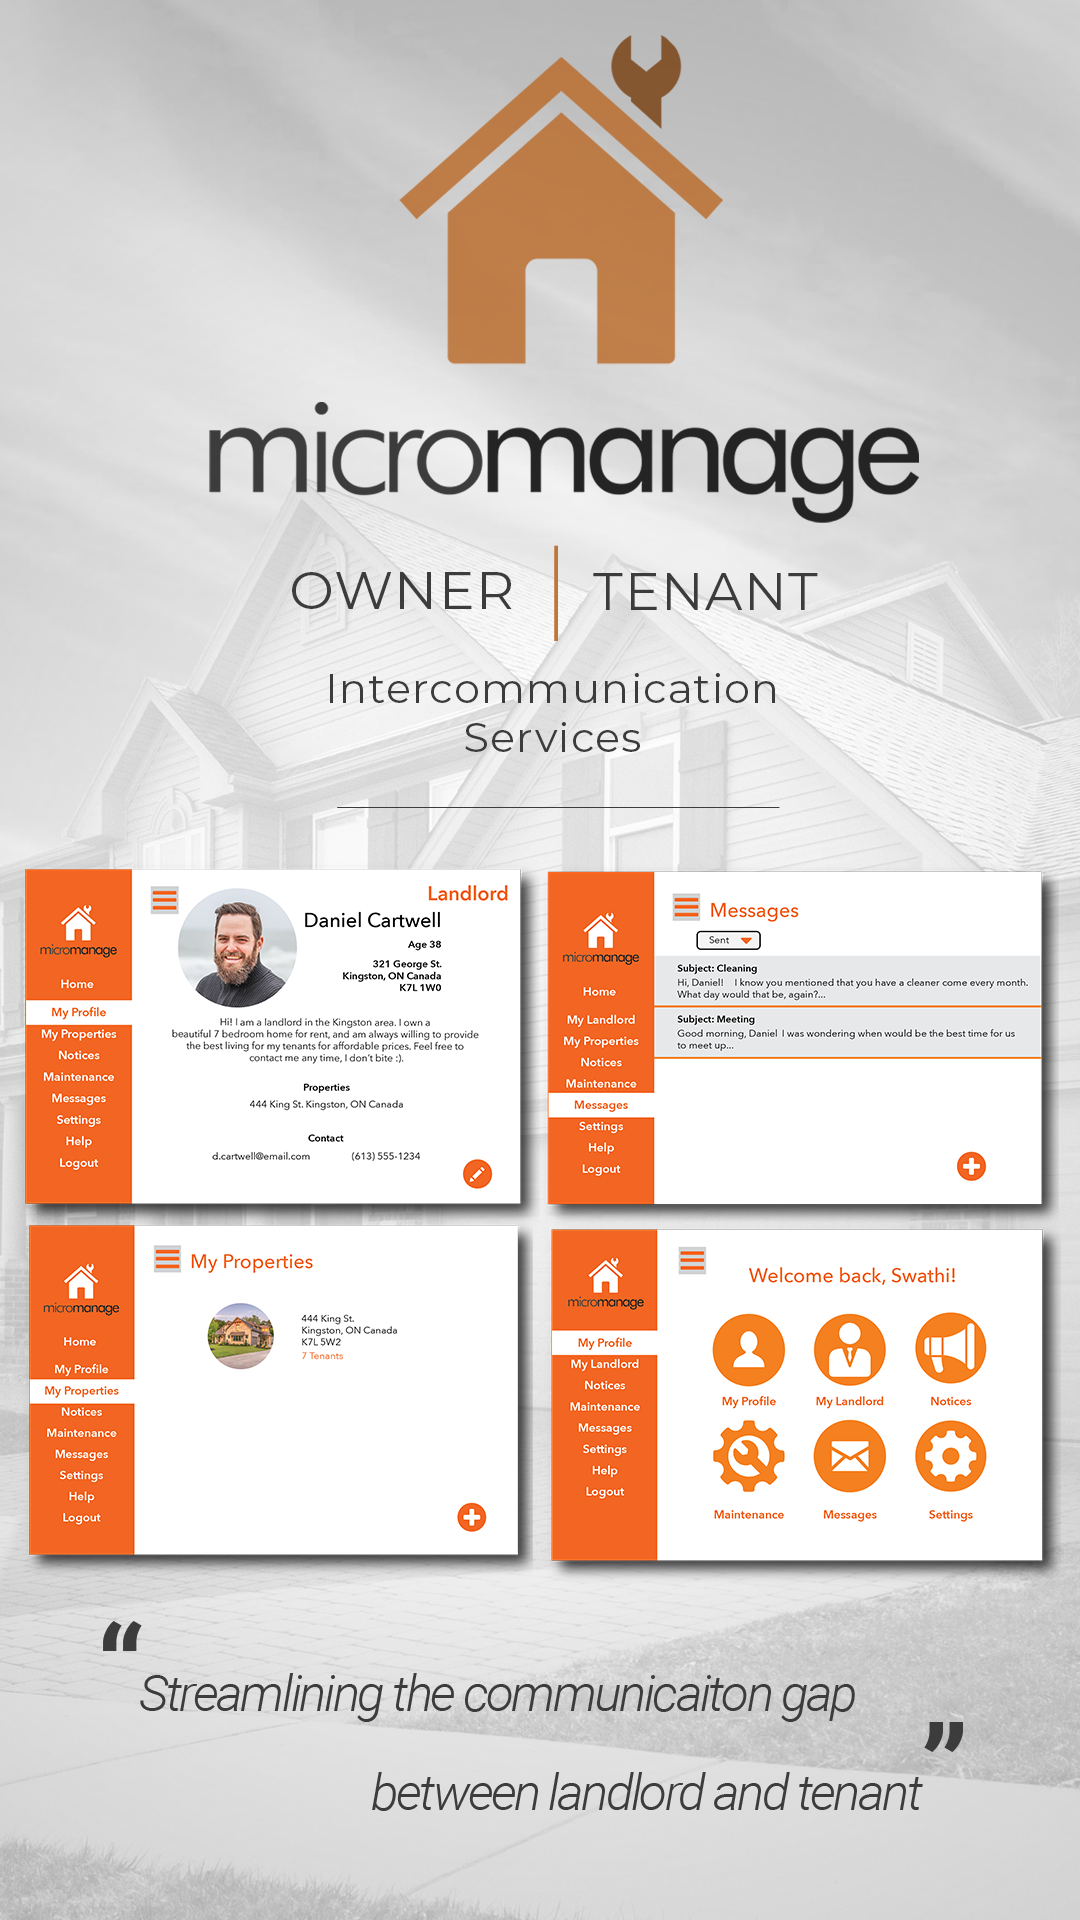 micromanage
OWNER | TENANT
Intercommunication
Services
micromanage
Home
My Profile
My Properties
Notices
Maintenance
Messages
Settings
Help
Logout
Landlord
Daniel Cartwell
Age 38
321 George St.
Kingston, ON Canada
K7L 1W0
Hi! I am a landlord in the Kingston area. I own a
beautiful 7 bedroom home for rent, and am always willing to provide
the best living for my tenants for affordable prices. Feel free to
contact me any time, I don't bite :).
Properties
444 King St. Kingston, ON Canada
Contact
d.cartwell@email.com (613) 555-1234
micromanage
Home
My Landlord
My Properties
Notices
Maintenance
Messages
Settings
Help
Logout
Messages
Sent
Subject: Cleaning
Hi, Daniel! I know you mentioned that you have a cleaner come every month.
What day would that be, again?...
Subject: Meeting
Good morning, Daniel I was wondering when would be the best time for us
to meet up...
micromanage
Home
My Profile
My Properties
Notices
Maintenance
Messages
Settings
Help
Logout
My Properties
444 King St.
Kingston, ON Canada
K7L 5W2
7 Tenants
micromanage
My Profile
My Landlord
Notices
Maintenance
Messages
Settings
Help
Logout
Welcome back, Swathi!
My Profile My Landlord Notices
Maintenance Messages Settings
“Streamlining the communicaiton gap
between landlord and tenant”